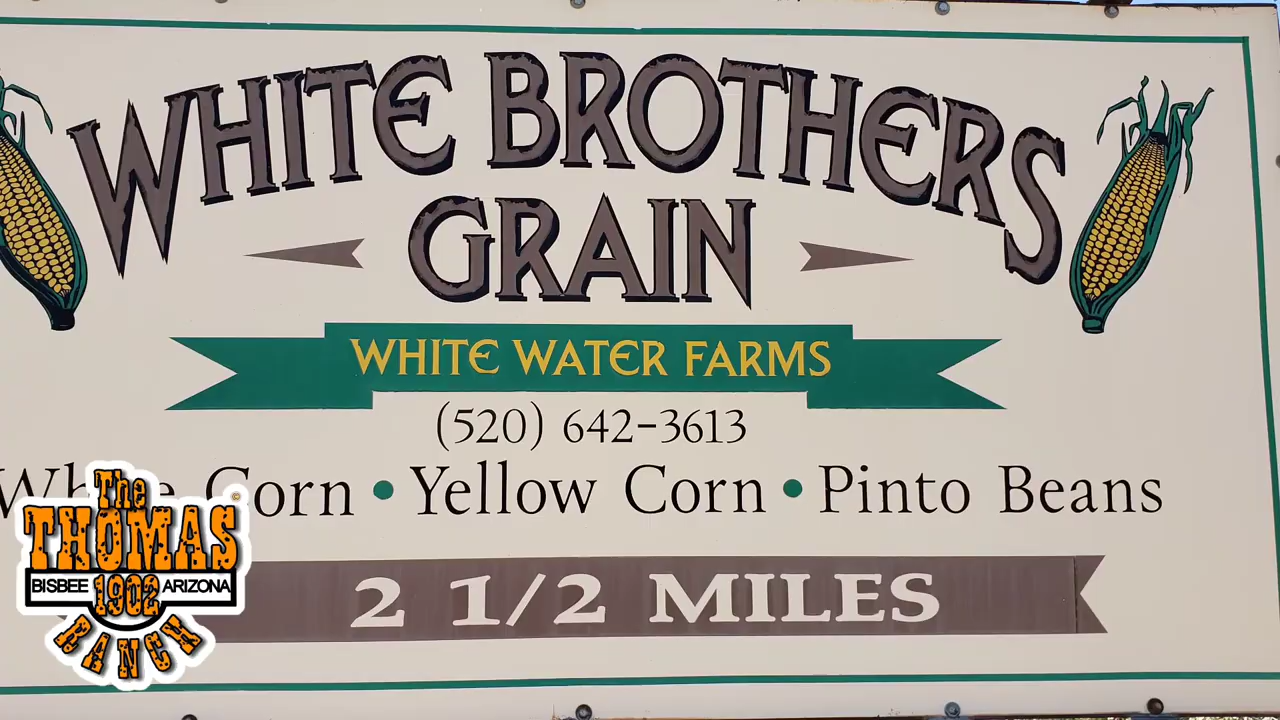 WHITE BROTHERS
GRAIN
WHITE WATER FARMS
(520) 642-3613
White Corn • Yellow Corn • Pinto Beans
2 1/2 MILES
The
THOMAS
BISBEE 1902 ARIZONA
RANCH
©